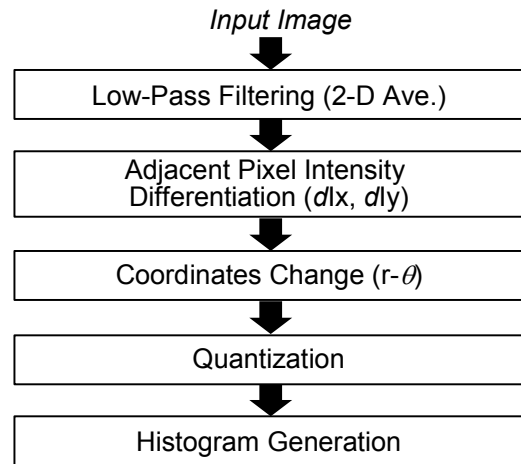 Input Image
Low-Pass Filtering (2-D Ave.)
Adjacent Pixel Intensity
Differentiation (dIx, dIy)
Coordinates Change (r-θ)
Quantization
Histogram Generation